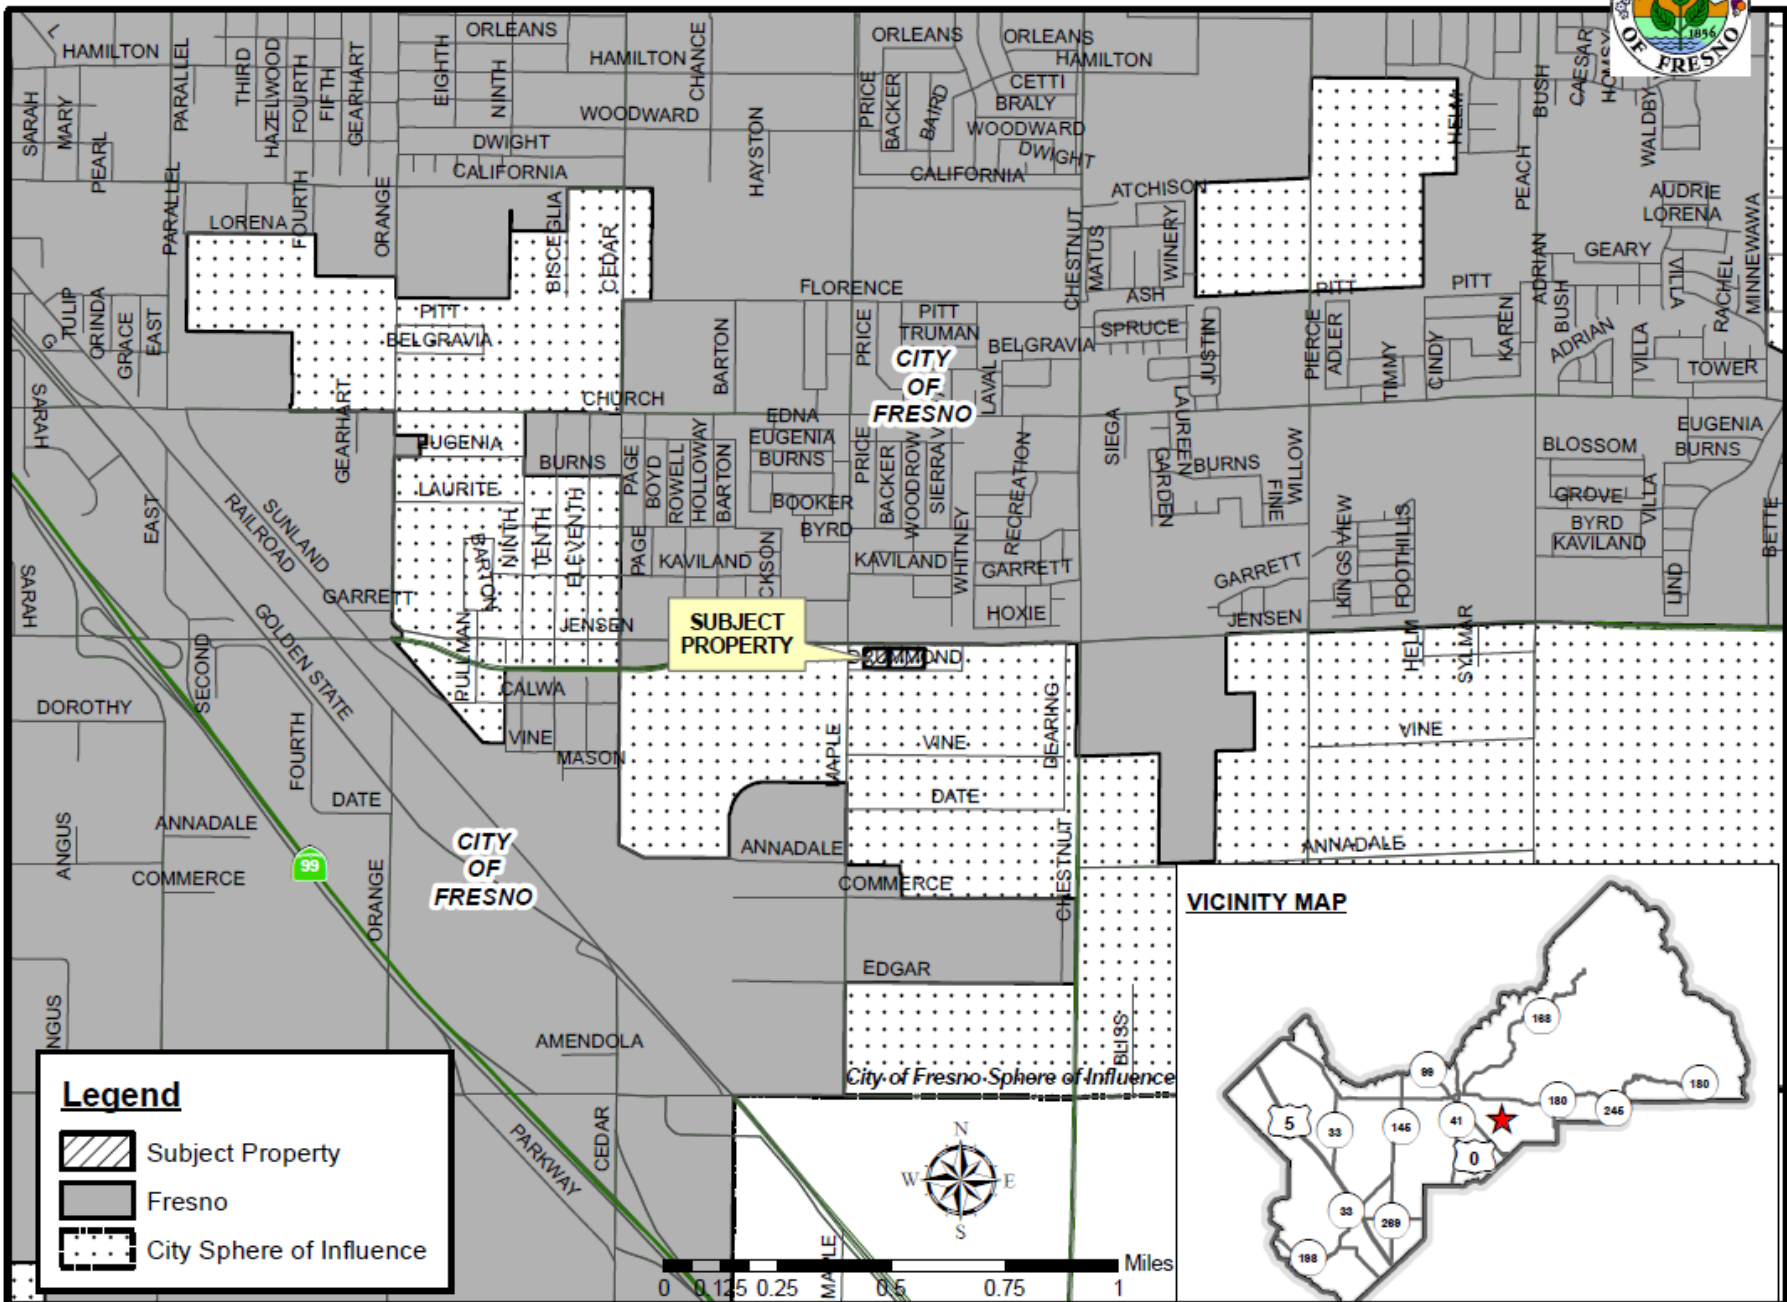 L
HAMILTON
PARALLEL
THIRD
HAZELWOOD
FOURTH
FIFTH
GEARHART
EIGHTH
ORLEANS
NINTH
HAMILTON
CHANCE
WOODWARD
DWIGHT
CALIFORNIA
HAYSTON
ORLEANS
ORLEANS
HAMILTON
PRICE
BACKER
BAIRD
CETTI
BRALY
WOODWARD
DWIGHT
CALIFORNIA
HELM
BUSH
CAESAR
HOMSY
WALDBY
1856
OF FRESNO
SARAH
MARY
PEARL
PARALLEL
LORENA
FOURTH
ORANGE
BISCEGLIA
CEDAR
CHESTNUT
ATCHISON
MATUS
WINERY
PEACH
AUDRIE
LORENA
MINNEWAWA
GEARY
ADRIAN
VILLA
RACHEL
FLORENCE
PITT
BELGRAVIA
TULIP
ORINDA
GRACE
EAST
G
BARTON
PRICE
PITT
TRUMAN
BELGRAVIA
ASH
SPRUCE
JUSTIN
PITT
PIERCE
ADLER
TIMMY
PITT
CINDY
KAREN
BUSH
ADRIAN
VILLA
TOWER
CITY
OF
FRESNO
LAVAL
CHURCH
SARAH
GEARHART
EUGENIA
BURNS
LAURITE
NINTH
TENTH
ELEVENTH
BARTON
PAGE
BOYD
ROWELL
HOLLOWAY
BARTON
EDNA
EUGENIA
BURNS
BOOKER
BYRD
PRICE
BACKER
WOODROW
SIERRA V
WHITNEY
RECREATION
SIEGA
LAUREEN
GARDEN
BURNS
FINE
WILLOW
KINGS VIEW
FOOTHILLS
BLOSSOM
EUGENIA
BURNS
GROVE
VILLA
BYRD
KAVILAND
LIND
BETTE
EAST
SUNLAND
RAILROAD
GOLDEN STATE
SARAH
GARRETT
PAGE
KAVILAND
CKSON
KAVILAND
GARRETT
HOXIE
GARRETT
JENSEN
JENSEN
SUBJECT
PROPERTY
DRUMMOND
HELM
SYLMAR
PULLMAN
CALWA
VINE
MASON
SECOND
DOROTHY
FOURTH
DATE
MAPLE
VINE
DATE
DEARING
VINE
ANNADALE
ANGUS
ANNADALE
COMMERCE
99
ORANGE
CITY
OF
FRESNO
ANNADALE
COMMERCE
CHESTNUT
EDGAR
NGUS
AMENDOLA
BLISS
City of Fresno Sphere of Influence
PARKWAY
CEDAR
MAPLE
N
W
E
S
Miles
0
0.125
0.25
0.5
0.75
1
Legend
Subject Property
Fresno
City Sphere of Influence
VICINITY MAP
168
99
180
180
245
5
33
145
41
0
33
269
198